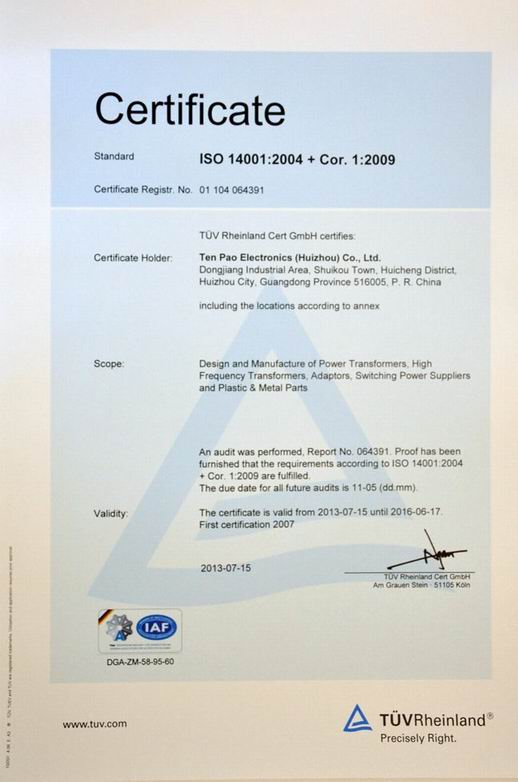 Certificate
Standard ISO 14001:2004 + Cor. 1:2009
Certificate Registr. No. 01 104 064391
TÜV Rheinland Cert GmbH certifies:
Certificate Holder: Ten Pao Electronics (Huizhou) Co., Ltd.
Dongjiang Industrial Area, Shuikou Town, Huicheng District,
Huizhou City, Guangdong Province 516005, P. R. China
including the locations according to annex
Scope: Design and Manufacture of Power Transformers, High
Frequency Transformers, Adaptors, Switching Power Suppliers
and Plastic & Metal Parts
An audit was performed, Report No. 064391. Proof has been
furnished that the requirements according to ISO 14001:2004
+ Cor. 1:2009 are fulfilled.
The due date for all future audits is 11-05 (dd.mm).
Validity: The certificate is valid from 2013-07-15 until 2016-06-17.
First certification 2007
2013-07-15
TÜV Rheinland Cert GmbH
Am Grauen Stein · 51105 Köln
IAF
DGA-ZM-58-95-60
www.tuv.com
TÜVRheinland®
Precisely Right.